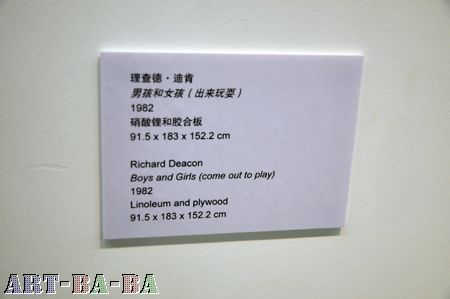 理查德·迪肯
男孩和女孩（出来玩耍）
1982
硝酸锂和胶合板
91.5 x 183 x 152.2 cm
Richard Deacon
Boys and Girls (come out to play)
1982
Linoleum and plywood
91.5 x 183 x 152.2 cm
ART-BA-BA